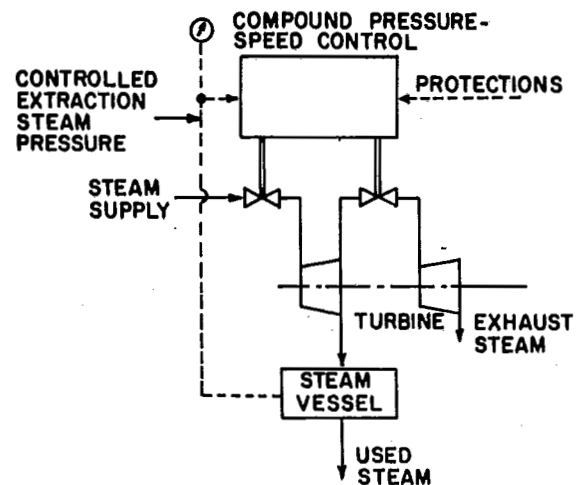 COMPOUND PRESSURE-
SPEED CONTROL
CONTROLLED
EXTRACTION
STEAM
PRESSURE
PROTECTIONS
STEAM
SUPPLY
TURBINE
EXHAUST
STEAM
STEAM
VESSEL
USED
STEAM